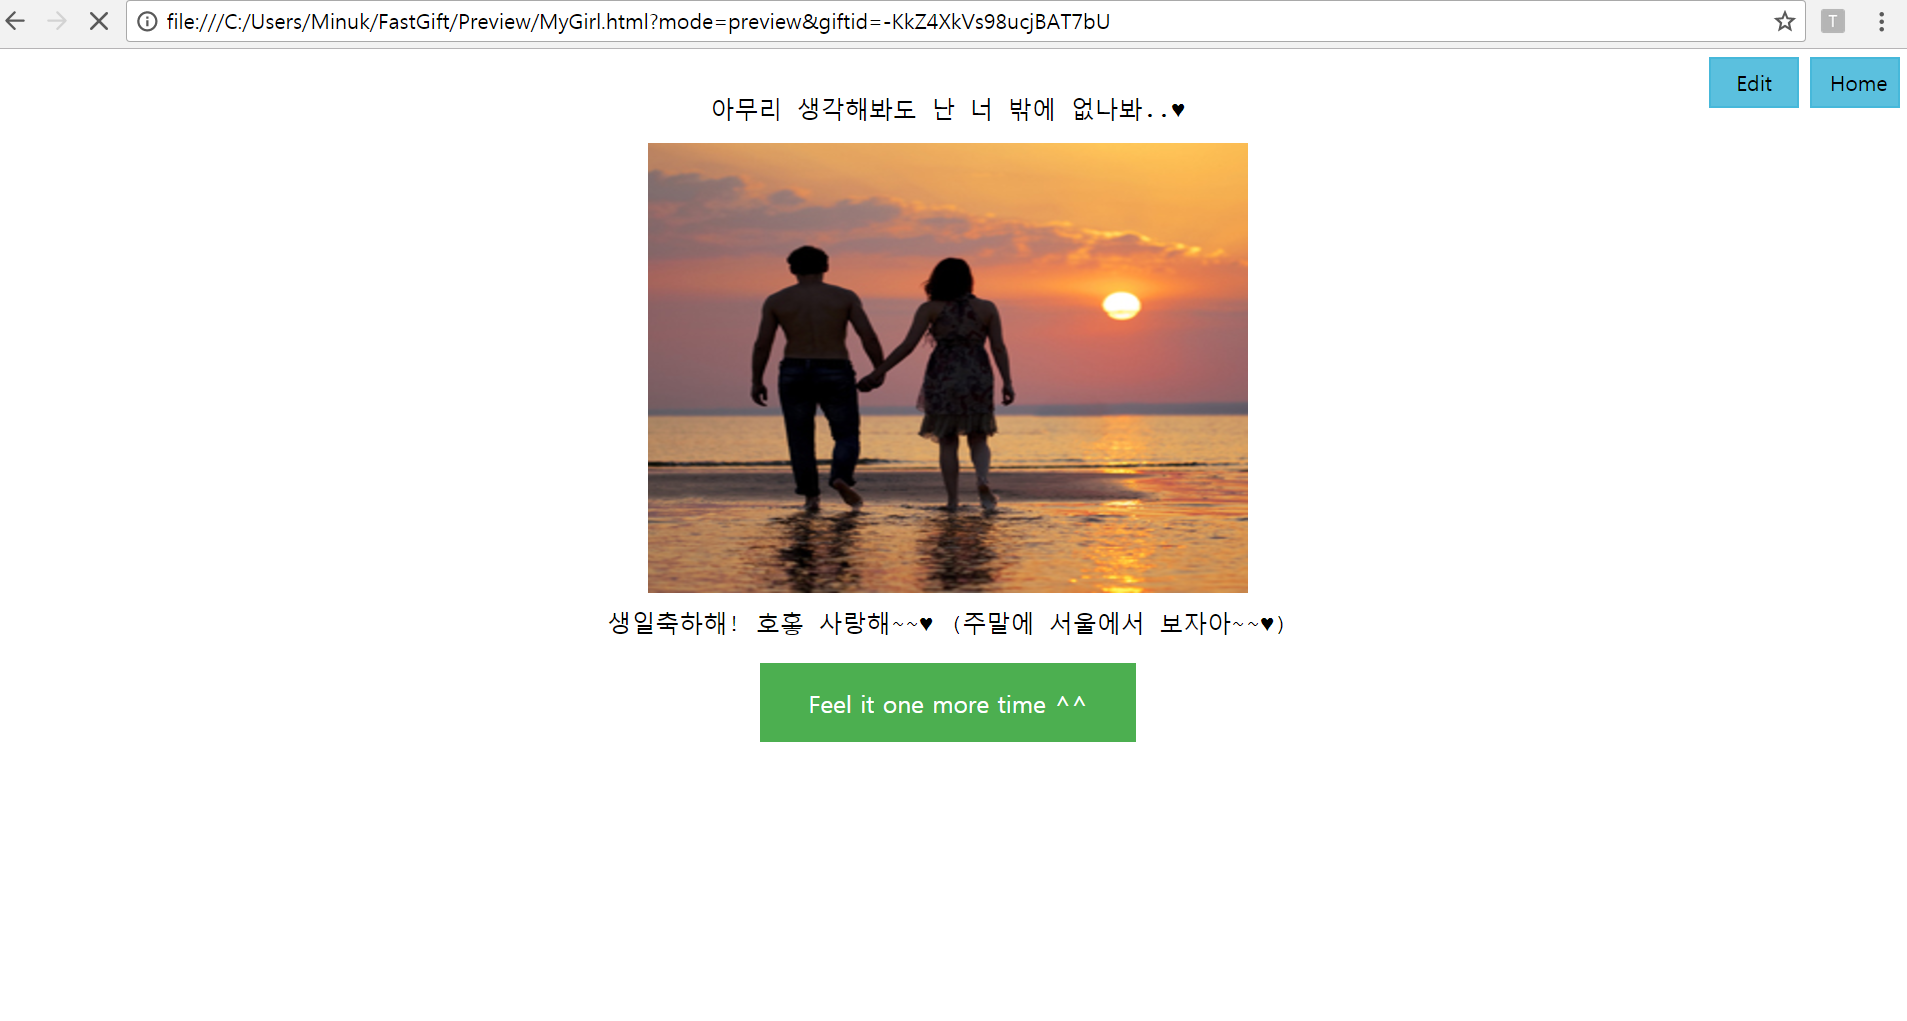 file:///C:/Users/Minuk/FastGift/Preview/MyGirl.html?mode=preview&giftid=-KkZ4XkVs98ucjBAT7bU
T
Edit
Home
아무리 생각해봐도 난 너 밖에 없나봐..♥
생일축하해! 호홓 사랑해~~♥ (주말에 서울에서 보자아~~♥)
Feel it one more time ^^